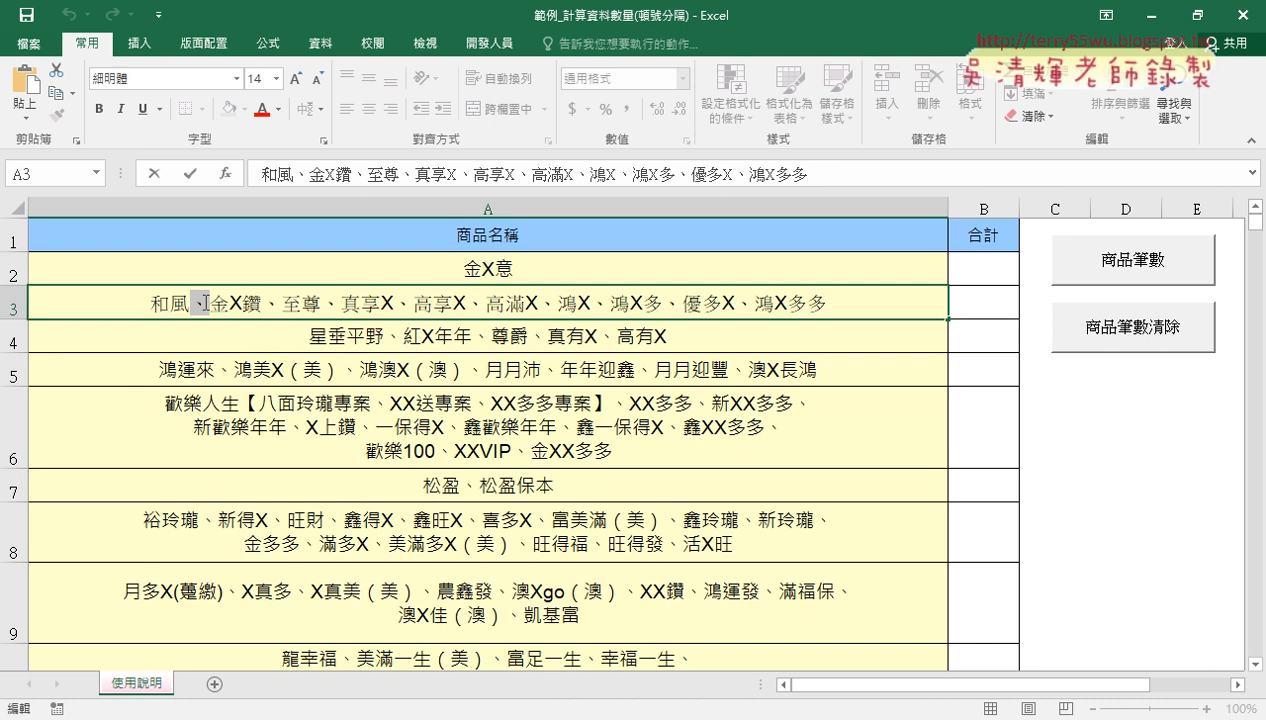 範例_計算資料數量(頓號分隔) - Excel
檔案 常用 插入 版面配置 公式 資料 校閱 檢視 開發人員 告訴我您想要執行的動作... 登入 共用
http://terry55wu.blogspot.tw
吳清輝老師錄製
貼上 細明體 14 自動換列 通用格式 設定格式化的條件 格式化為表格 儲存格樣式 插入 刪除 格式 填滿 清除 排序與篩選 尋找與選取
B I U 跨欄置中 $ % ,
剪貼簿 字型 對齊方式 數值 樣式 儲存格 編輯
A3 fx 和風、金X鑽、至尊、真享X、高享X、高滿X、鴻X、鴻X多、優多X、鴻X多多
A B C D E
1 商品名稱 合計
商品筆數
2 金X意
3 和風、金X鑽、至尊、真享X、高享X、高滿X、鴻X、鴻X多、優多X、鴻X多多
商品筆數清除
4 星垂平野、紅X年年、尊爵、真有X、高有X
5 鴻運來、鴻美X（美）、鴻澳X（澳）、月月沛、年年迎鑫、月月迎豐、澳X長鴻
歡樂人生【八面玲瓏專案、XX送專案、XX多多專案】、XX多多、新XX多多、
新歡樂年年、X上鑽、一保得X、鑫歡樂年年、鑫一保得X、鑫XX多多、
6 歡樂100、XXVIP、金XX多多
7 松盈、松盈保本
裕玲瓏、新得X、旺財、鑫得X、鑫旺X、喜多X、富美滿（美）、鑫玲瓏、新玲瓏、
8 金多多、滿多X、美滿多X（美）、旺得福、旺得發、活X旺
月多X(躉繳)、X真多、X真美（美）、農鑫發、澳Xgo（澳）、XX鑽、鴻運發、滿福保、
9 澳X佳（澳）、凱基富
龍幸福、美滿一生（美）、富足一生、幸福一生、
使用說明
編輯 100%